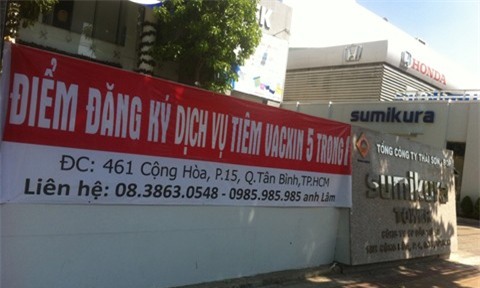 ĐIỂM ĐĂNG KÝ DỊCH VỤ TIÊM VACXIN 5 TRONG 1
ĐC: 461 Cộng Hòa, P.15, Q.Tân Bình,TP.HCM
Liên hệ: 08.3863.0548 - 0985.985.985 anh Lâm
HONDA
sumikura
TỔNG CÔNG TY THÁI SƠN
sumikura
TOWER